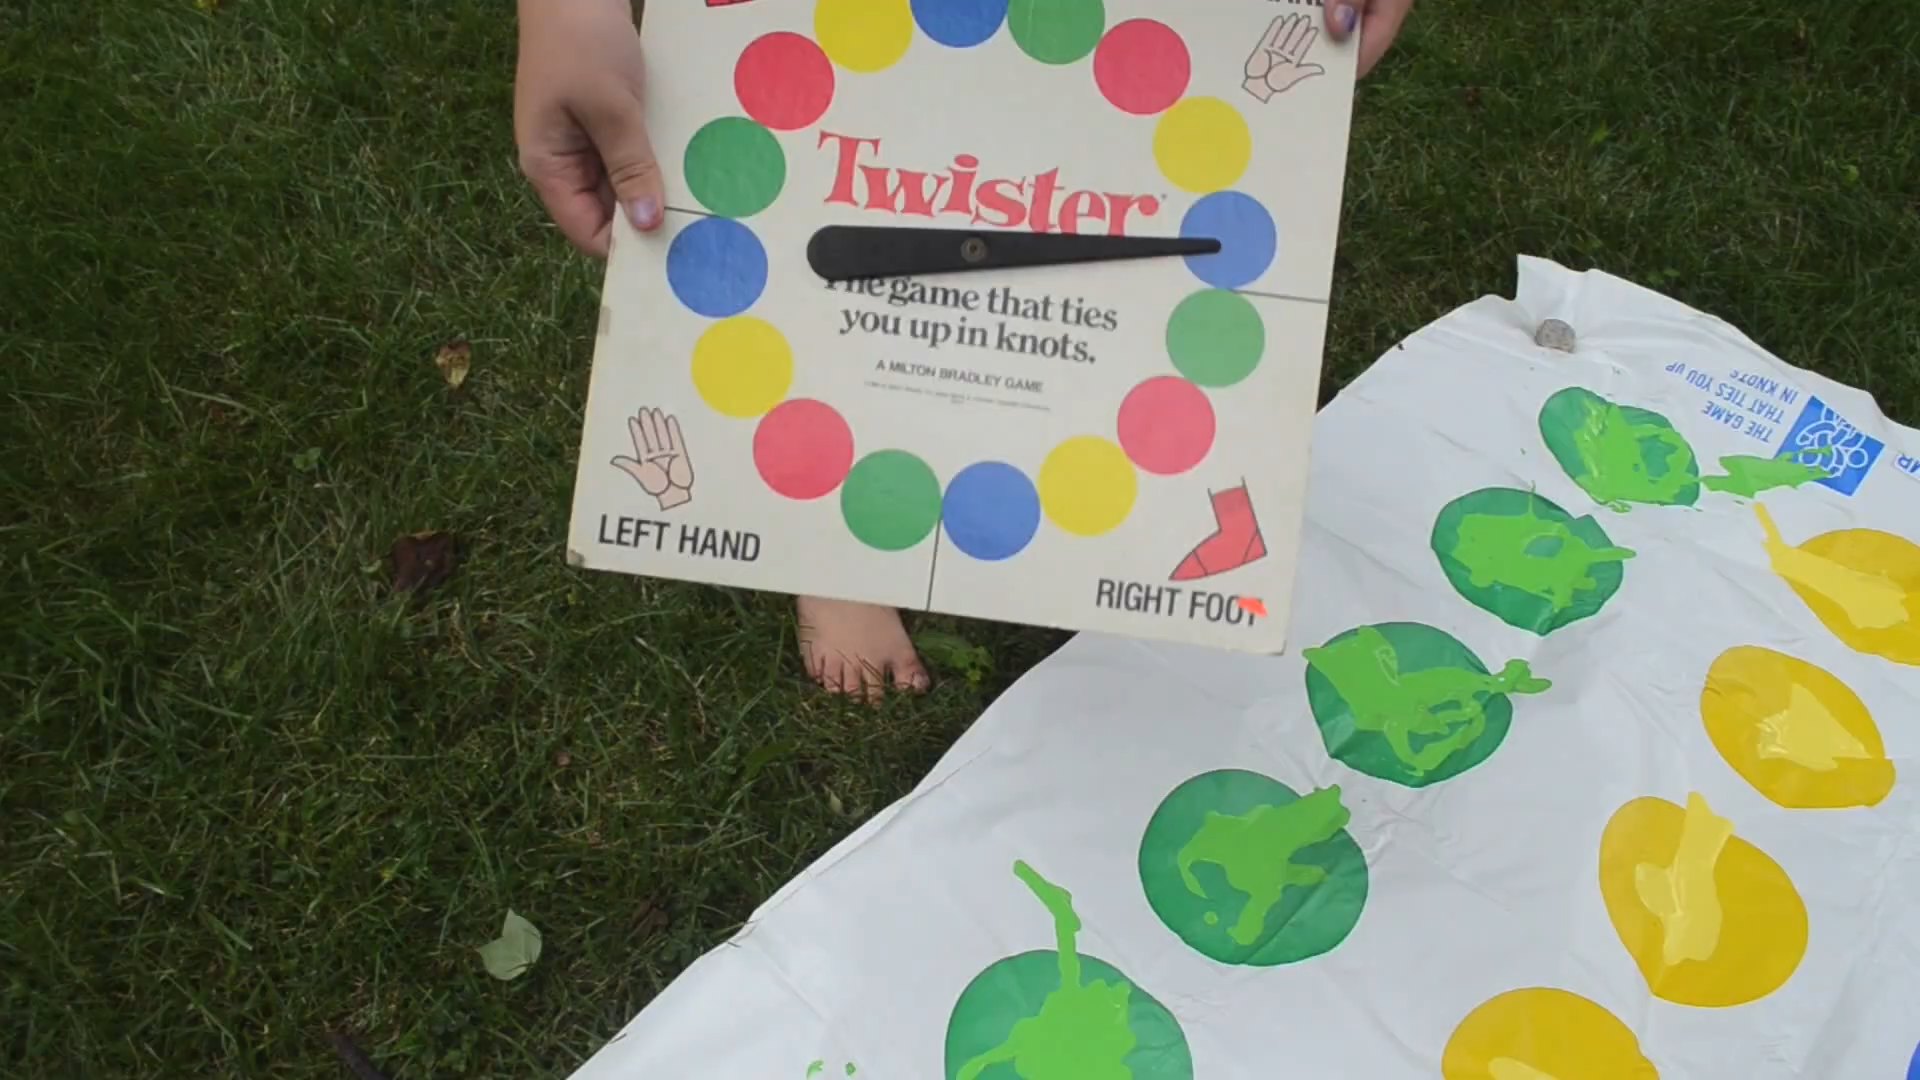 Twister
The game that ties
you up in knots.
A MILTON BRADLEY GAME
LEFT HAND
RIGHT FOOT
THE GAME
THAT TIES YOU UP
IN KNOTS